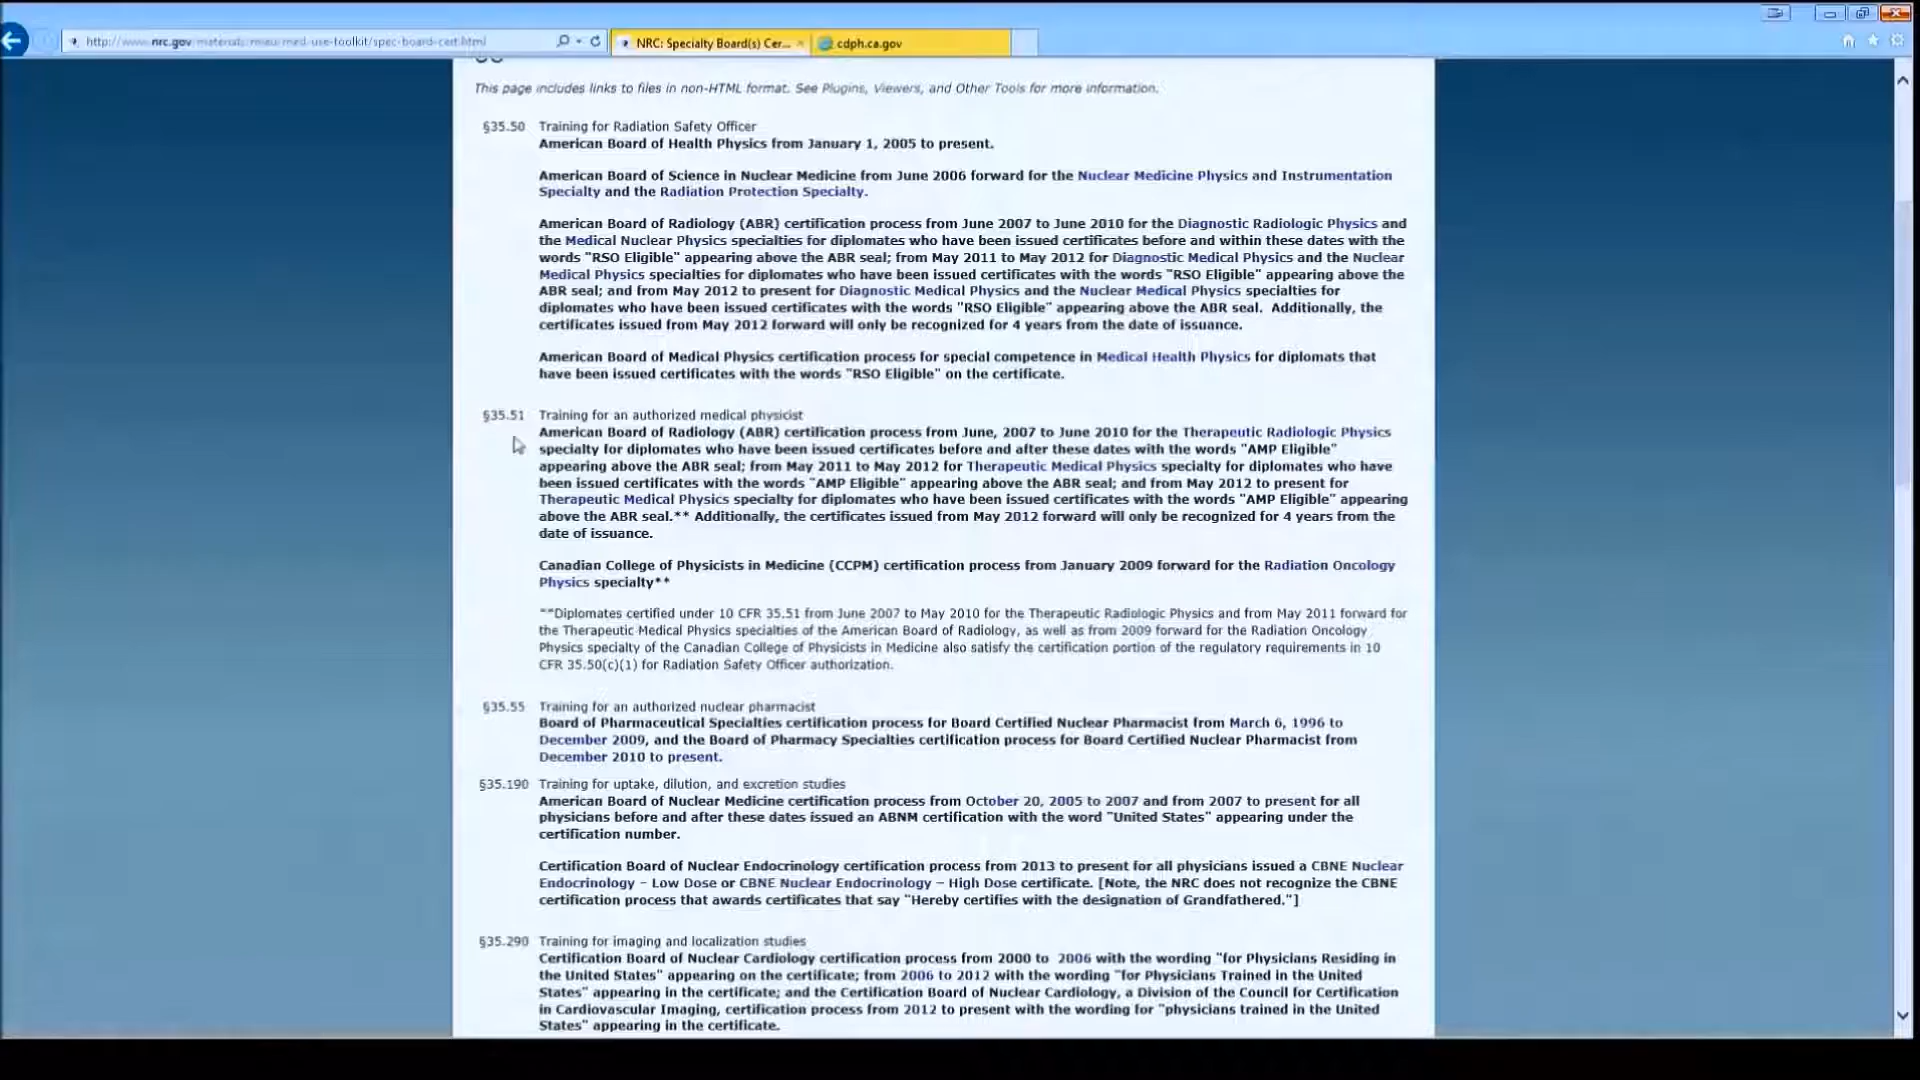 http://www.nrc.gov/materials/miau/med-use-toolkit/spec-board-cert.html
NRC: Specialty Board(s) Cer...
cdph.ca.gov
This page includes links to files in non-HTML format. See Plugins, Viewers, and Other Tools for more information.
§35.50 Training for Radiation Safety Officer
American Board of Health Physics from January 1, 2005 to present.
American Board of Science in Nuclear Medicine from June 2006 forward for the Nuclear Medicine Physics and Instrumentation
Specialty and the Radiation Protection Specialty.
American Board of Radiology (ABR) certification process from June 2007 to June 2010 for the Diagnostic Radiologic Physics and
the Medical Nuclear Physics specialties for diplomates who have been issued certificates before and within these dates with the
words "RSO Eligible" appearing above the ABR seal; from May 2011 to May 2012 for Diagnostic Medical Physics and the Nuclear
Medical Physics specialties for diplomates who have been issued certificates with the words "RSO Eligible" appearing above the
ABR seal; and from May 2012 to present for Diagnostic Medical Physics and the Nuclear Medical Physics specialties for
diplomates who have been issued certificates with the words "RSO Eligible" appearing above the ABR seal. Additionally, the
certificates issued from May 2012 forward will only be recognized for 4 years from the date of issuance.
American Board of Medical Physics certification process for special competence in Medical Health Physics for diplomats that
have been issued certificates with the words "RSO Eligible" on the certificate.
§35.51 Training for an authorized medical physicist
American Board of Radiology (ABR) certification process from June, 2007 to June 2010 for the Therapeutic Radiologic Physics
specialty for diplomates who have been issued certificates before and after these dates with the words "AMP Eligible"
appearing above the ABR seal; from May 2011 to May 2012 for Therapeutic Medical Physics specialty for diplomates who have
been issued certificates with the words "AMP Eligible" appearing above the ABR seal; and from May 2012 to present for
Therapeutic Medical Physics specialty for diplomates who have been issued certificates with the words "AMP Eligible" appearing
above the ABR seal.** Additionally, the certificates issued from May 2012 forward will only be recognized for 4 years from the
date of issuance.
Canadian College of Physicists in Medicine (CCPM) certification process from January 2009 forward for the Radiation Oncology
Physics specialty**
**Diplomates certified under 10 CFR 35.51 from June 2007 to May 2010 for the Therapeutic Radiologic Physics and from May 2011 forward for
the Therapeutic Medical Physics specialties of the American Board of Radiology, as well as from 2009 forward for the Radiation Oncology
Physics specialty of the Canadian College of Physicists in Medicine also satisfy the certification portion of the regulatory requirements in 10
CFR 35.50(c)(1) for Radiation Safety Officer authorization.
§35.55 Training for an authorized nuclear pharmacist
Board of Pharmaceutical Specialties certification process for Board Certified Nuclear Pharmacist from March 6, 1996 to
December 2009, and the Board of Pharmacy Specialties certification process for Board Certified Nuclear Pharmacist from
December 2010 to present.
§35.190 Training for uptake, dilution, and excretion studies
American Board of Nuclear Medicine certification process from October 20, 2005 to 2007 and from 2007 to present for all
physicians before and after these dates issued an ABNM certification with the word "United States" appearing under the
certification number.
Certification Board of Nuclear Endocrinology certification process from 2013 to present for all physicians issued a CBNE Nuclear
Endocrinology – Low Dose or CBNE Nuclear Endocrinology – High Dose certificate. [Note, the NRC does not recognize the CBNE
certification process that awards certificates that say "Hereby certifies with the designation of Grandfathered."]
§35.290 Training for imaging and localization studies
Certification Board of Nuclear Cardiology certification process from 2000 to 2006 with the wording "for Physicians Residing in
the United States" appearing on the certificate; from 2006 to 2012 with the wording "for Physicians Trained in the United
States" appearing in the certificate; and the Certification Board of Nuclear Cardiology, a Division of the Council for Certification
in Cardiovascular Imaging, certification process from 2012 to present with the wording for "physicians trained in the United
States" appearing in the certificate.